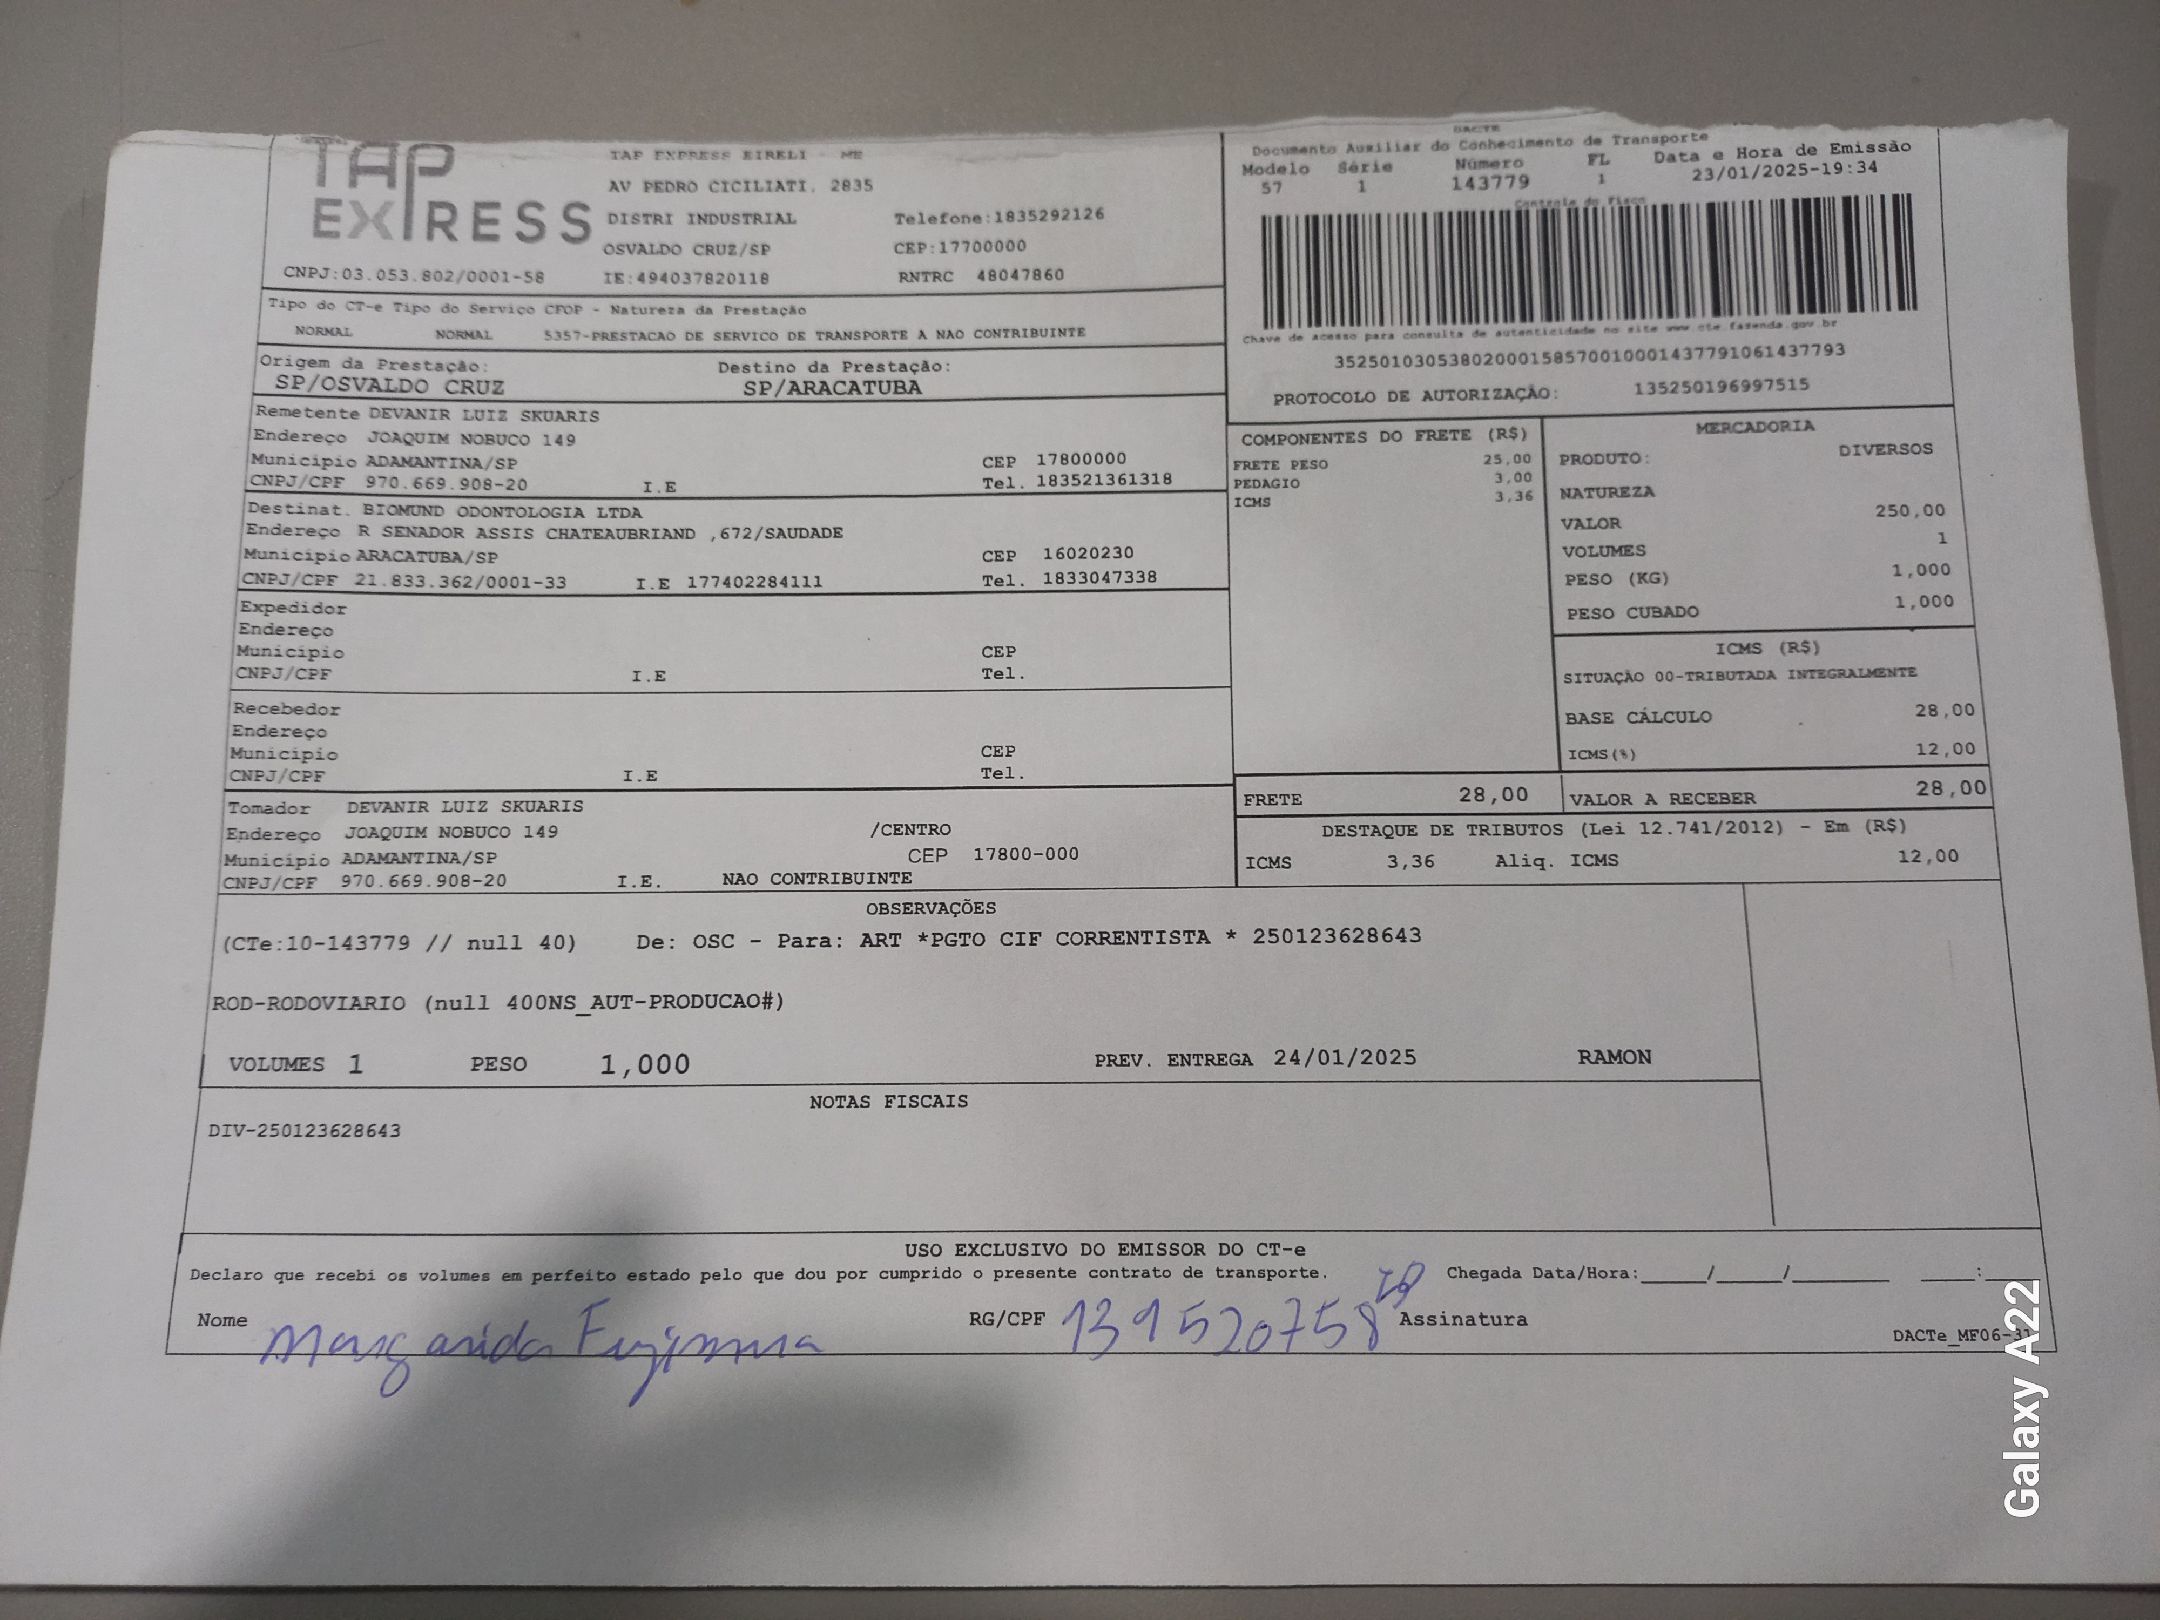 TAP
EXPRESS
TAP EXPRESS EIRELI - ME
AV PEDRO CICILIATI, 2835
DISTRI INDUSTRIAL Telefone:1835292126
OSVALDO CRUZ/SP CEP:17700000
CNPJ:03.053.802/0001-58 IE:494037820118 RNTRC 48047860
DACTE
Documento Auxiliar do Conhecimento de Transporte
Modelo Série Número FL Data e Hora de Emissão
57 1 143779 1 23/01/2025-19:34
Controle do Fisco
Chave de acesso para consulta de autenticidade no site www.cte.fazenda.gov.br
35250103053802000158570010001437791061437793
PROTOCOLO DE AUTORIZAÇÃO: 135250196997515
Tipo do CT-e Tipo do Serviço CFOP - Natureza da Prestação
NORMAL NORMAL 5357-PRESTACAO DE SERVICO DE TRANSPORTE A NAO CONTRIBUINTE
Origem da Prestação: Destino da Prestação:
SP/OSVALDO CRUZ SP/ARACATUBA
Remetente DEVANIR LUIZ SKUARIS
Endereço JOAQUIM NOBUCO 149
Municipio ADAMANTINA/SP CEP 17800000
CNPJ/CPF 970.669.908-20 I.E Tel. 183521361318
Destinat. BIOMUND ODONTOLOGIA LTDA
Endereço R SENADOR ASSIS CHATEAUBRIAND ,672/SAUDADE
Municipio ARACATUBA/SP CEP 16020230
CNPJ/CPF 21.833.362/0001-33 I.E 177402284111 Tel. 1833047338
Expedidor
Endereço
Municipio CEP
CNPJ/CPF I.E Tel.
Recebedor
Endereço
Municipio CEP
CNPJ/CPF I.E Tel.
Tomador DEVANIR LUIZ SKUARIS
Endereço JOAQUIM NOBUCO 149 /CENTRO
Municipio ADAMANTINA/SP CEP 17800-000
CNPJ/CPF 970.669.908-20 I.E. NAO CONTRIBUINTE
COMPONENTES DO FRETE (R$)
FRETE PESO 25,00
PEDAGIO 3,00
ICMS 3,36
MERCADORIA
PRODUTO: DIVERSOS
NATUREZA
VALOR 250,00
VOLUMES 1
PESO (KG) 1,000
PESO CUBADO 1,000
ICMS (R$)
SITUAÇÃO 00-TRIBUTADA INTEGRALMENTE
BASE CÁLCULO 28,00
ICMS(%) 12,00
FRETE 28,00 VALOR A RECEBER 28,00
DESTAQUE DE TRIBUTOS (Lei 12.741/2012) - Em (R$)
ICMS 3,36 Aliq. ICMS 12,00
OBSERVAÇÕES
(CTe:10-143779 // null 40) De: OSC - Para: ART *PGTO CIF CORRENTISTA * 250123628643
ROD-RODOVIARIO (null 400NS_AUT-PRODUCAO#)
VOLUMES 1 PESO 1,000 PREV. ENTREGA 24/01/2025 RAMON
NOTAS FISCAIS
DIV-250123628643
USO EXCLUSIVO DO EMISSOR DO CT-e
Declaro que recebi os volumes em perfeito estado pelo que dou por cumprido o presente contrato de transporte. Chegada Data/Hora:_____/_____/_______ ____:____
Nome Margarida Fujimura RG/CPF 139520758 Assinatura
DACTe_MF06-31
Galaxy A22